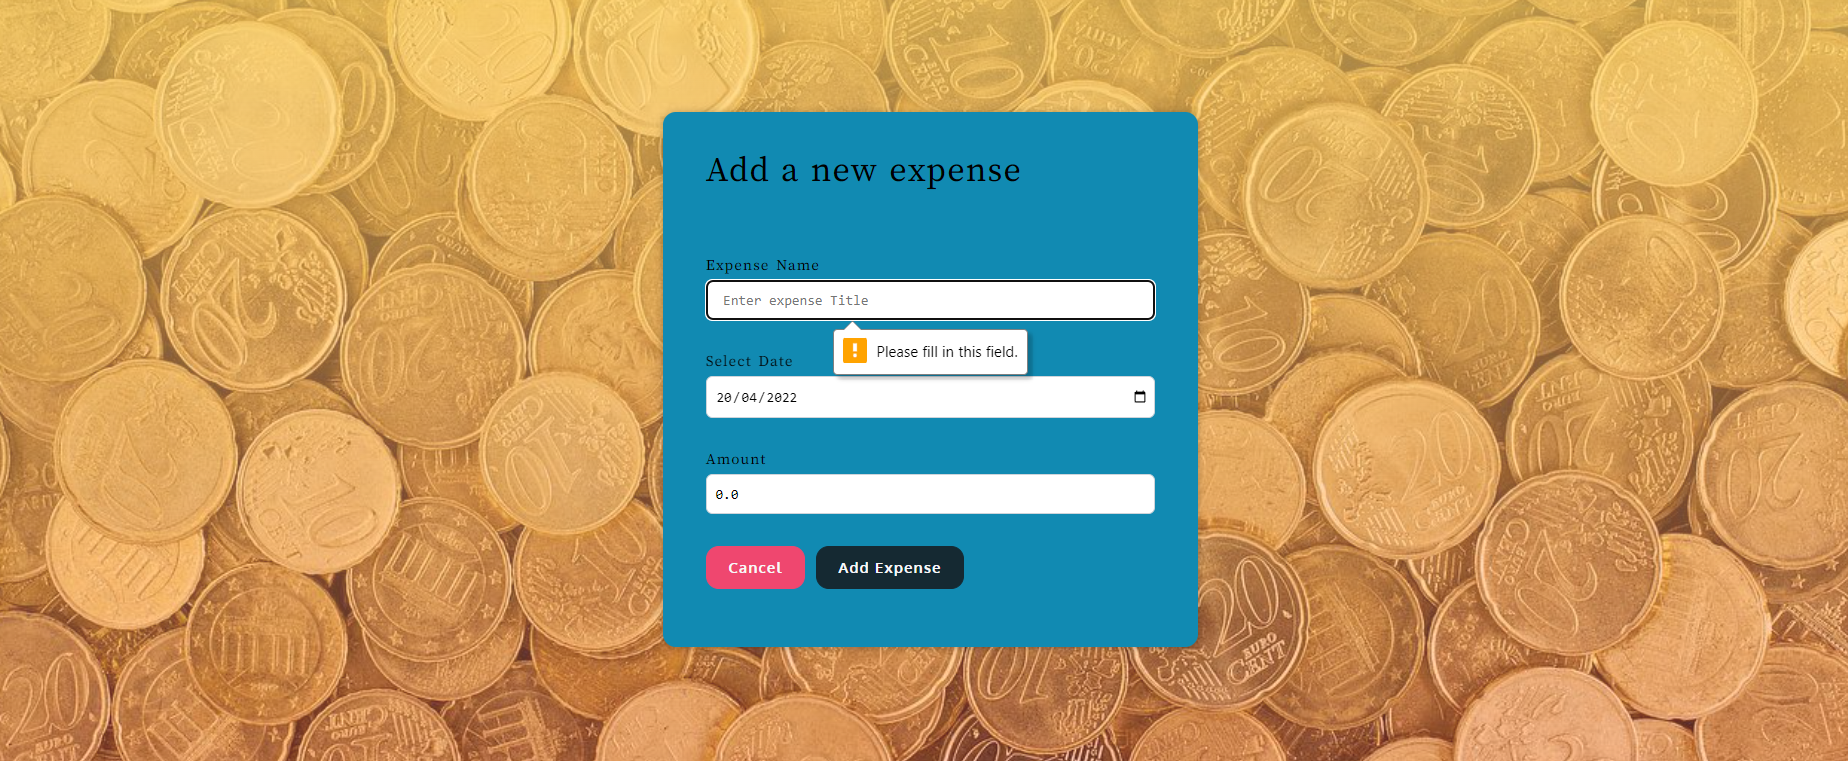 Add a new expense
Expense Name
Enter expense Title
Please fill in this field.
Select Date
20/04/2022
Amount
0.0
Cancel
Add Expense